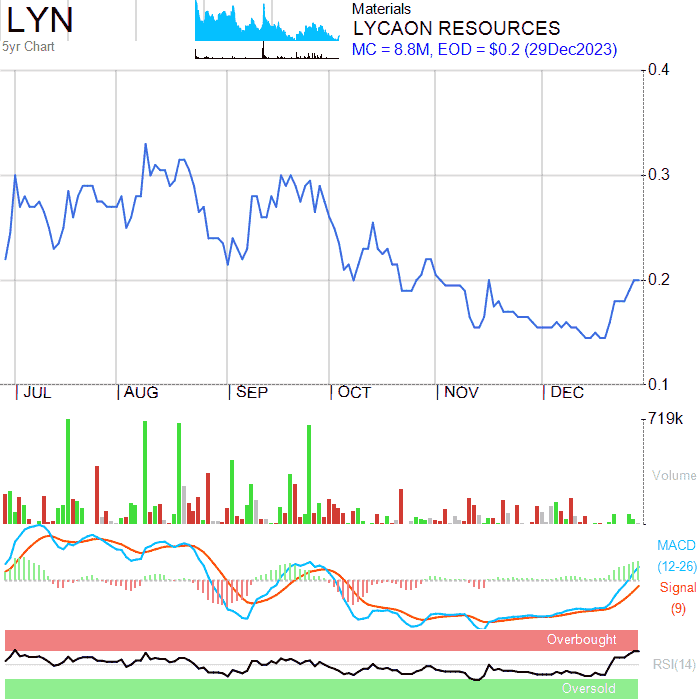 LYN
5yr Chart
Materials
LYCAON RESOURCES
MC = 8.8M, EOD = $0.2 (29Dec2023)
0.4
0.3
0.2
0.1
JUL AUG SEP OCT NOV DEC
719k
Volume
MACD
(12-26)
Signal
(9)
Overbought
RSI(14)
Oversold